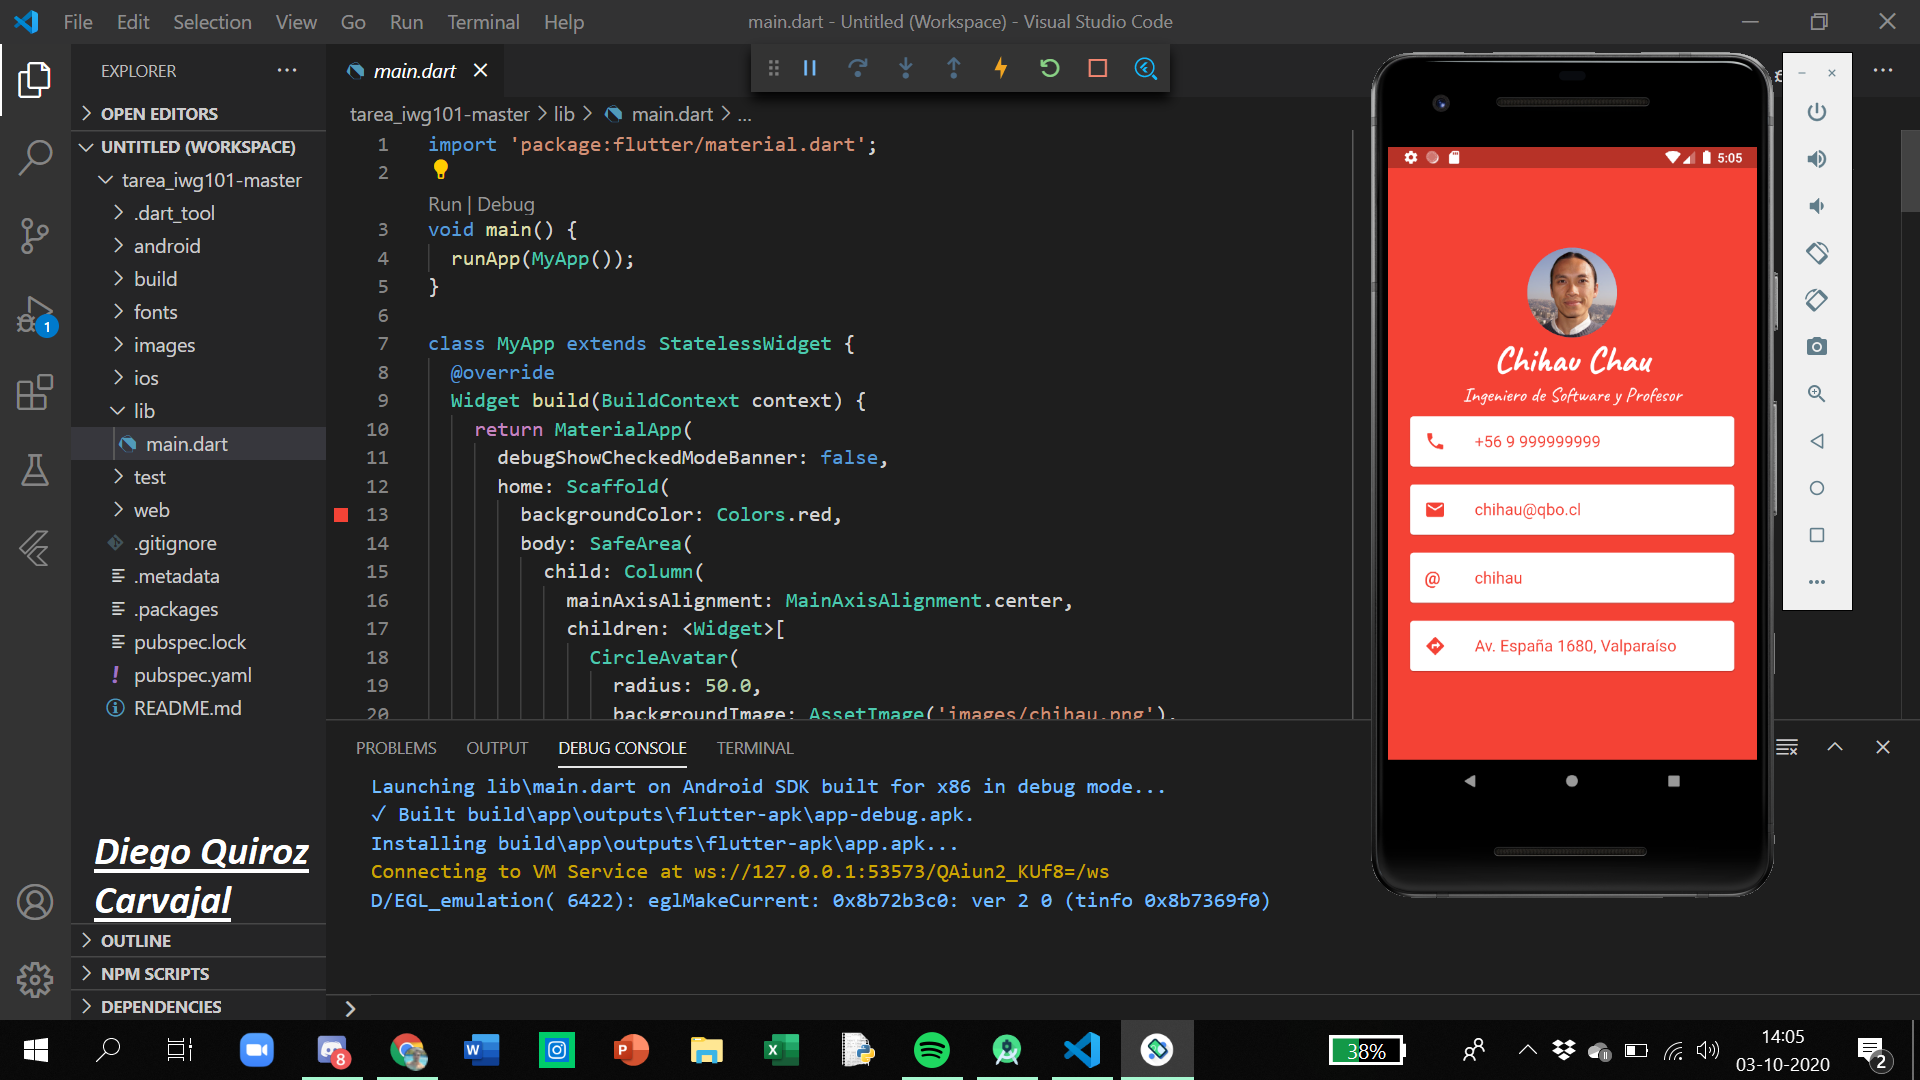 File Edit Selection View Go Run Terminal Help
main.dart - Untitled (Workspace) - Visual Studio Code
EXPLORER
OPEN EDITORS
UNTITLED (WORKSPACE)
tarea_iwg101-master
.dart_tool
android
build
fonts
images
ios
lib
main.dart
test
web
.gitignore
.metadata
.packages
pubspec.lock
! pubspec.yaml
README.md
Diego Quiroz
Carvajal
OUTLINE
NPM SCRIPTS
DEPENDENCIES
1
main.dart
tarea_iwg101-master > lib > main.dart > ...
1 import 'package:flutter/material.dart';
2
Run | Debug
3 void main() {
4 runApp(MyApp());
5 }
6
7 class MyApp extends StatelessWidget {
8 @override
9 Widget build(BuildContext context) {
10 return MaterialApp(
11 debugShowCheckedModeBanner: false,
12 home: Scaffold(
13 backgroundColor: Colors.red,
14 body: SafeArea(
15 child: Column(
16 mainAxisAlignment: MainAxisAlignment.center,
17 children: <Widget>[
18 CircleAvatar(
19 radius: 50.0,
20 backgroundImage: AssetImage('images/chihau.png'),
PROBLEMS OUTPUT DEBUG CONSOLE TERMINAL
Launching lib\main.dart on Android SDK built for x86 in debug mode...
✓ Built build\app\outputs\flutter-apk\app-debug.apk.
Installing build\app\outputs\flutter-apk\app.apk...
Connecting to VM Service at ws://127.0.0.1:53573/QAiun2_KUf8=/ws
D/EGL_emulation( 6422): eglMakeCurrent: 0x8b72b3c0: ver 2 0 (tinfo 0x8b7369f0)
5:05
Chihau Chau
Ingeniero de Software y Profesor
+56 9 999999999
chihau@qbo.cl
@ chihau
Av. España 1680, Valparaíso
8
38%
14:05
03-10-2020
2